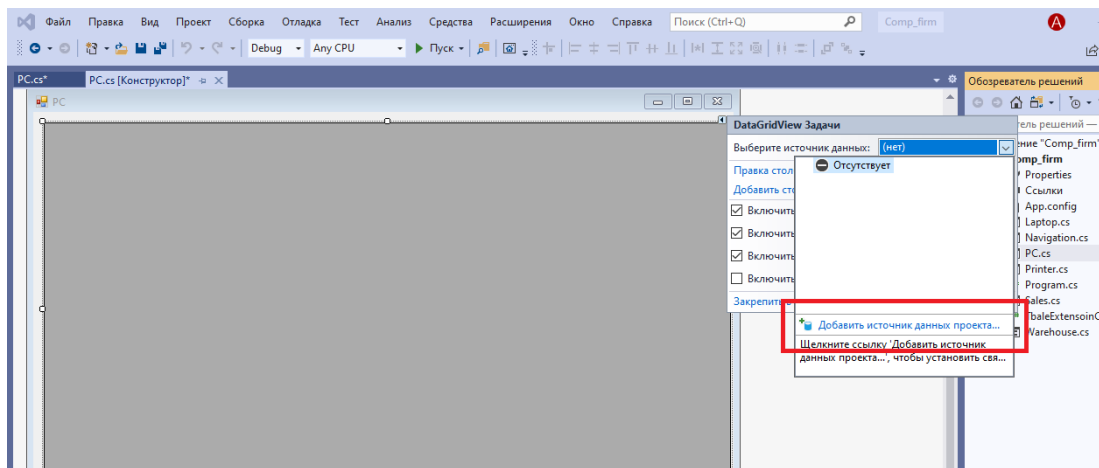 Файл Правка Вид Проект Сборка Отладка Тест Анализ Средства Расширения Окно Справка Поиск (Ctrl+Q) Comp_firm A
Debug Any CPU Пуск
PC.cs* PC.cs [Конструктор]* Обозреватель решений
PC
DataGridView Задачи тель решений —
Выберите источник данных: (нет) ение "Comp_firm"
Отсутствует omp_firm
Правка стол Properties
Добавить сто Ссылки
App.config
Включить Laptop.cs
Включить Navigation.cs
Включить PC.cs
Printer.cs
Включить Program.cs
Закрепить в Sales.cs
Добавить источник данных проекта... TbaleExtensoinC
Щелкните ссылку 'Добавить источник Warehouse.cs
данных проекта...', чтобы установить свя...